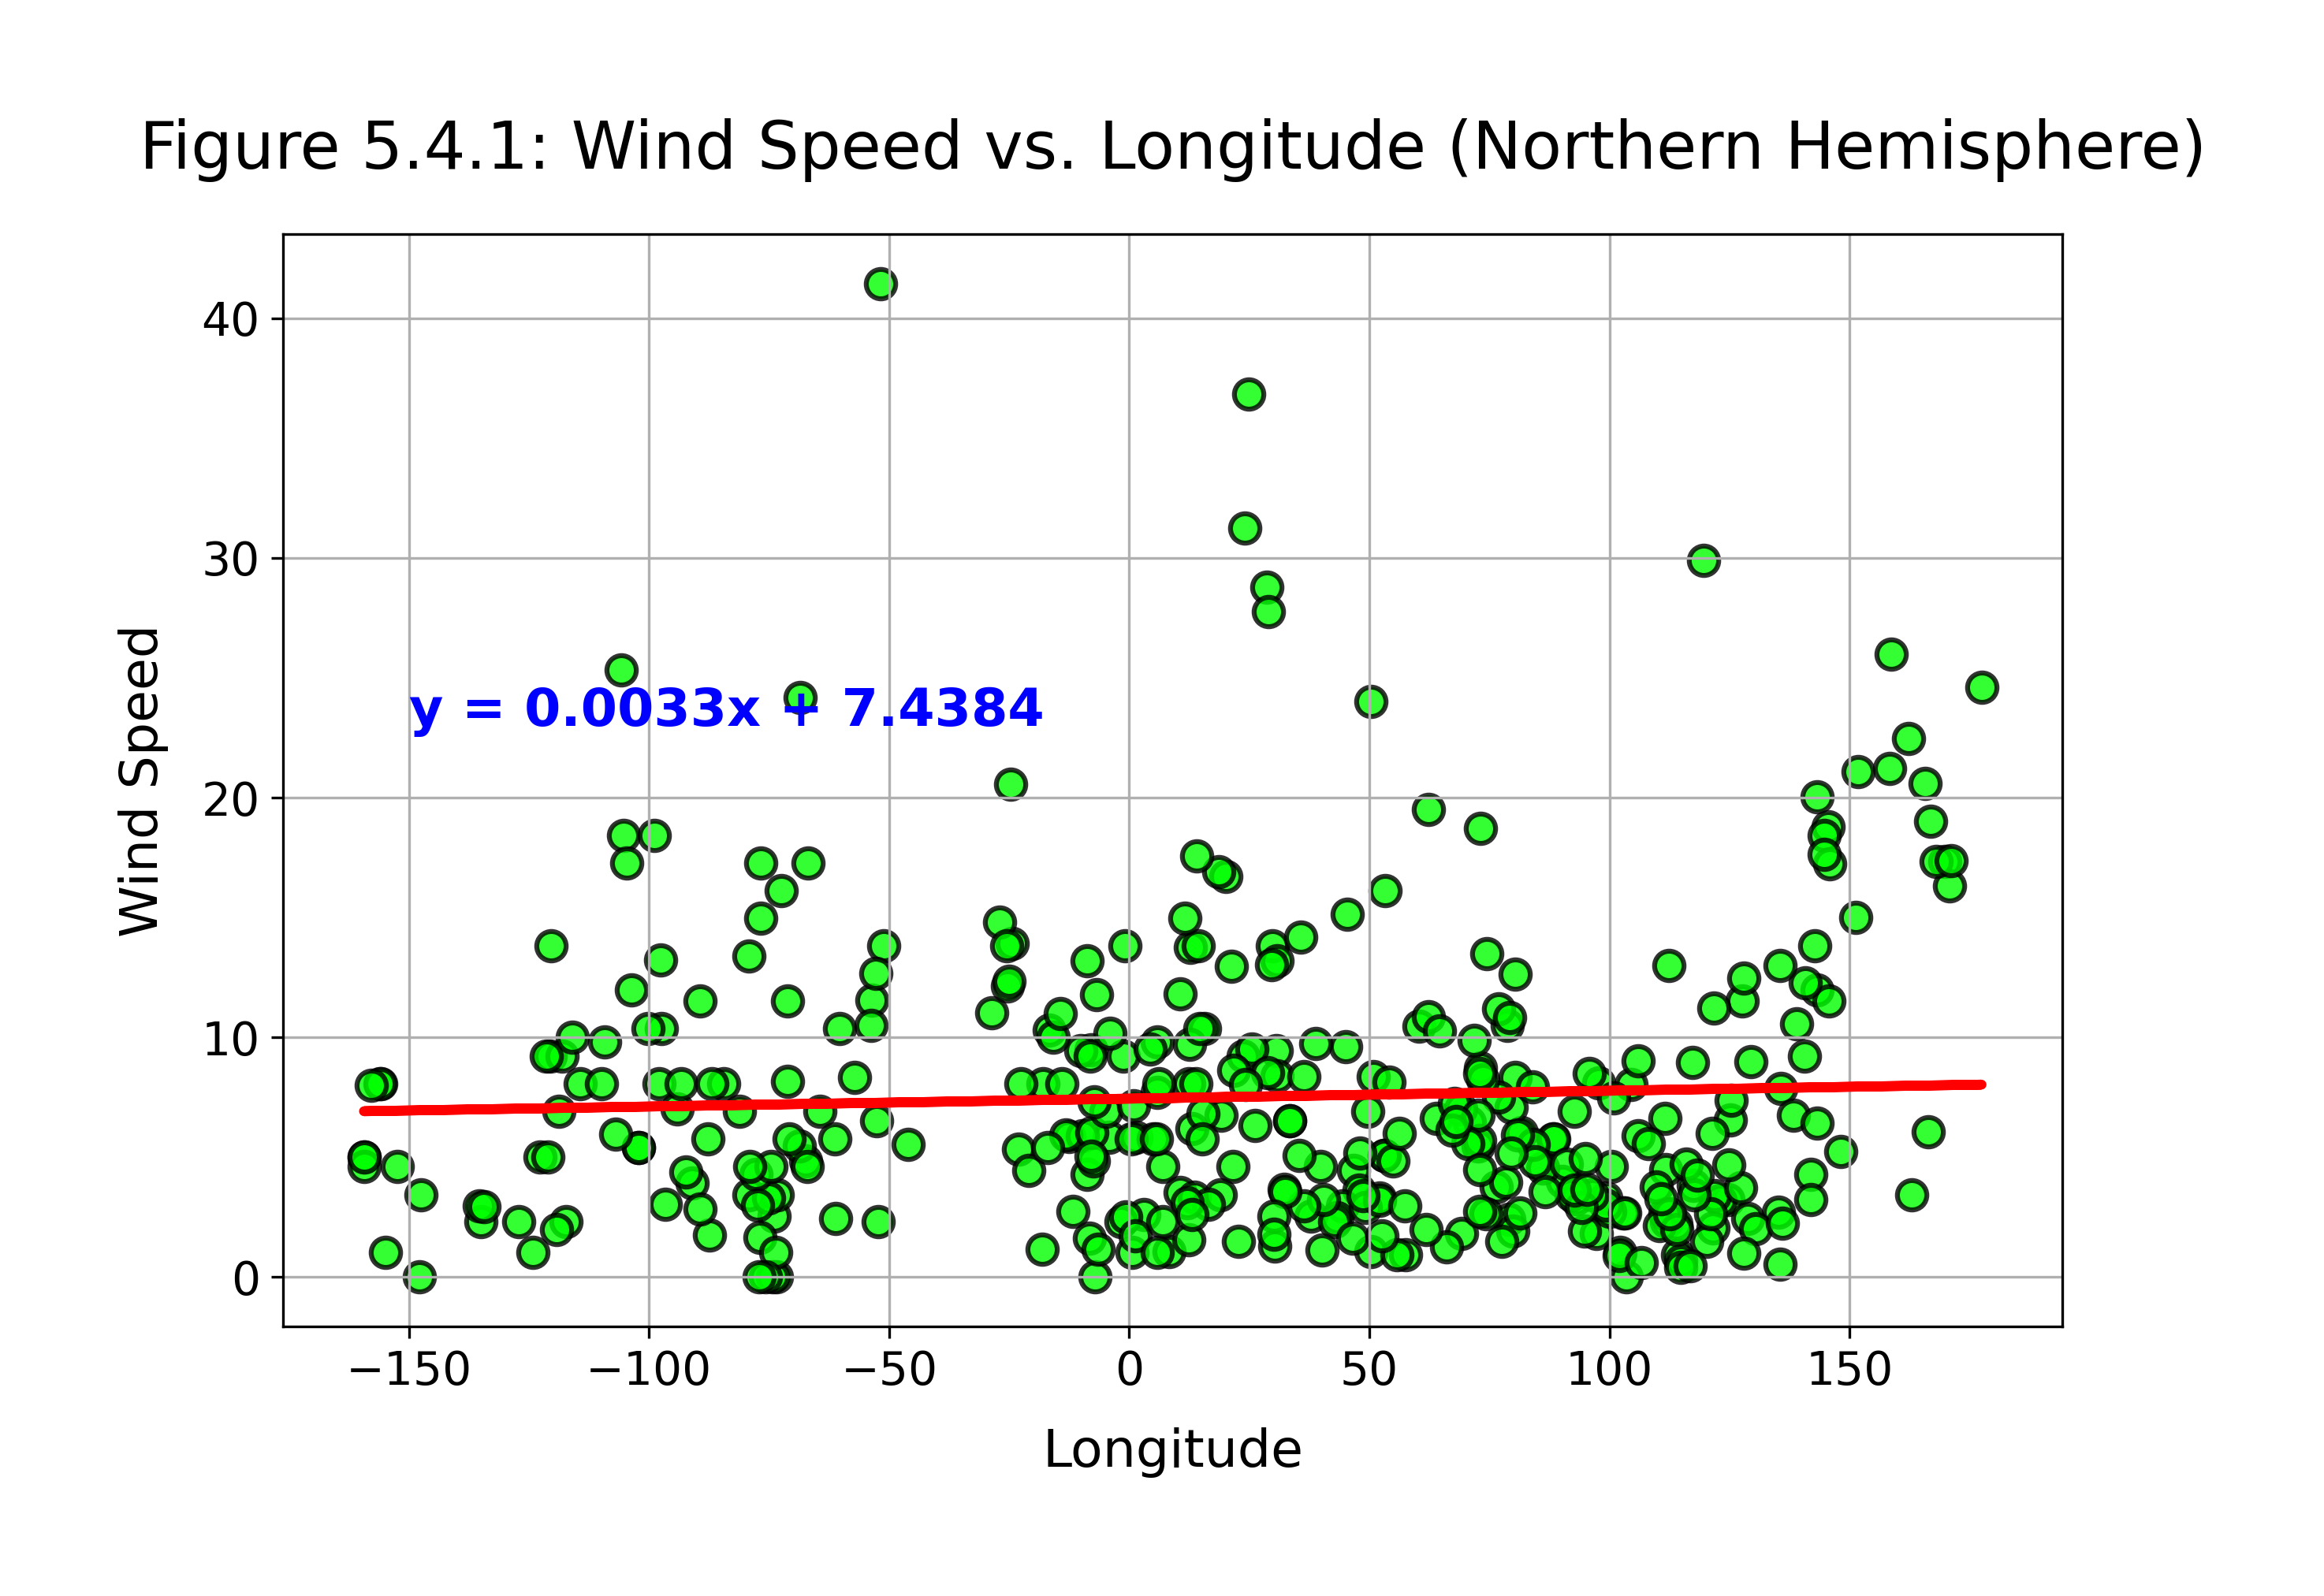 Figure 5.4.1: Wind Speed vs. Longitude (Northern Hemisphere)
40
30
20
10
0
Wind Speed
y = 0.0033x + 7.4384
−150 −100 −50 0 50 100 150
Longitude